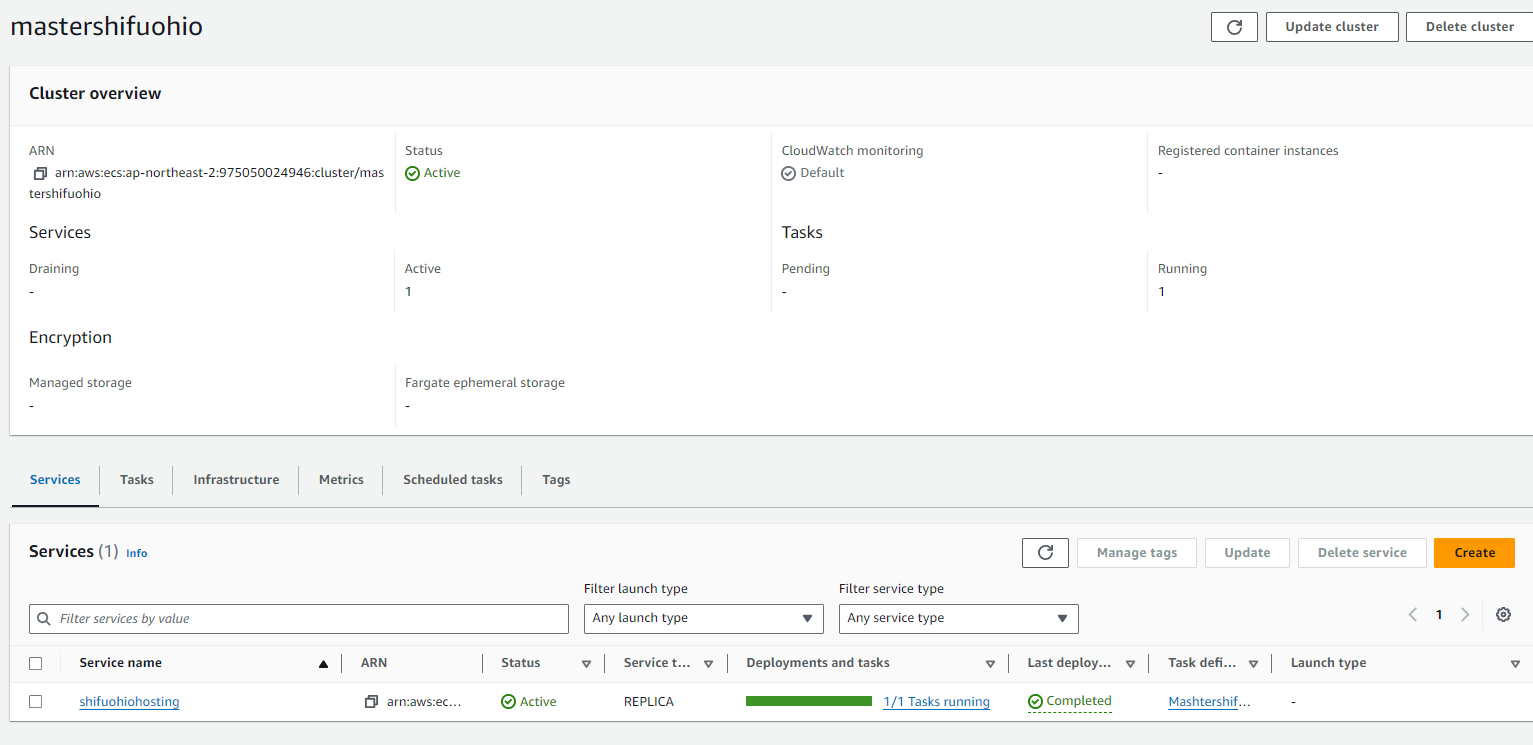 mastershifuohio
Update cluster
Delete cluster
Cluster overview
ARN
arn:aws:ecs:ap-northeast-2:975050024946:cluster/mas
tershifuohio
Status
Active
CloudWatch monitoring
Default
Registered container instances
-
Services
Draining
-
Active
1
Tasks
Pending
-
Running
1
Encryption
Managed storage
-
Fargate ephemeral storage
-
Services
Tasks
Infrastructure
Metrics
Scheduled tasks
Tags
Services (1) Info
Manage tags
Update
Delete service
Create
Filter launch type
Filter service type
Filter services by value
Any launch type
Any service type
1
Service name
ARN
Status
Service t...
Deployments and tasks
Last deploy...
Task defi...
Launch type
shifuohiohosting
arn:aws:ec...
Active
REPLICA
1/1 Tasks running
Completed
Mashtershif...
-